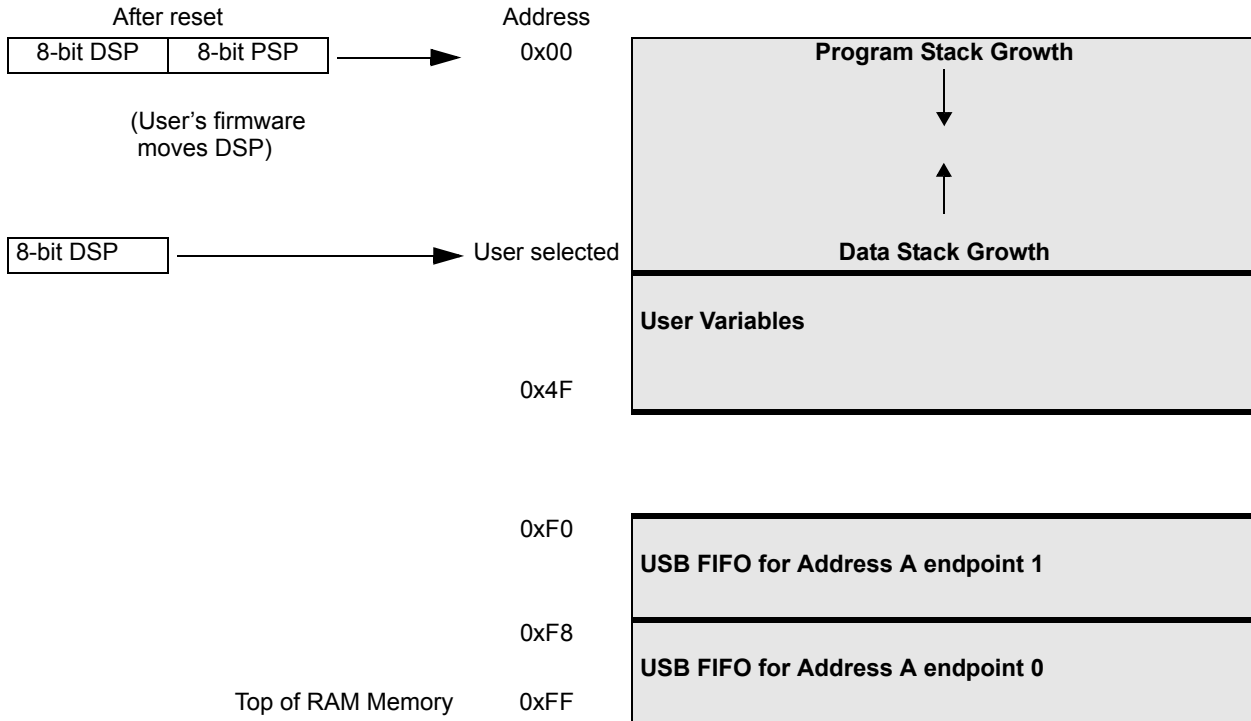 After reset Address
8-bit DSP 8-bit PSP 0x00 Program Stack Growth
(User's firmware
moves DSP)
8-bit DSP User selected Data Stack Growth
User Variables
0x4F
0xF0
USB FIFO for Address A endpoint 1
0xF8
USB FIFO for Address A endpoint 0
Top of RAM Memory 0xFF